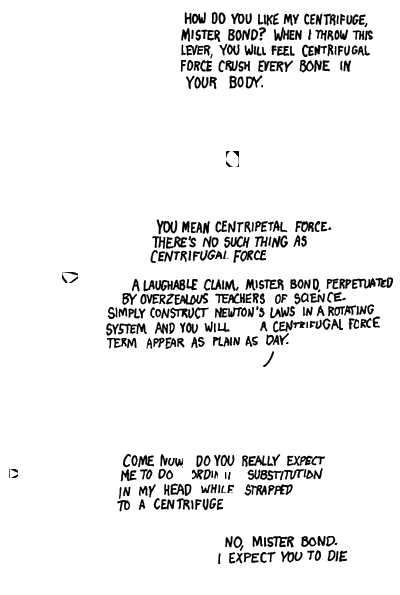 HOW DO YOU LIKE MY CENTRIFUGE,
MISTER BOND? WHEN I THROW THIS
LEVER, YOU WILL FEEL CENTRIFUGAL
FORCE CRUSH EVERY BONE IN
YOUR BODY.
YOU MEAN CENTRIPETAL FORCE.
THERE'S NO SUCH THING AS
CENTRIFUGAL FORCE
A LAUGHABLE CLAIM, MISTER BOND, PERPETUATED
BY OVERZEALOUS TEACHERS OF SCIENCE.
SIMPLY CONSTRUCT NEWTON'S LAWS IN A ROTATING
SYSTEM AND YOU WILL A CENTRIFUGAL FORCE
TERM APPEAR AS PLAIN AS DAY.
COME NOW DO YOU REALLY EXPECT
ME TO DO SUBSTITUTION
IN MY HEAD WHILE STRAPPED
TO A CENTRIFUGE
NO, MISTER BOND.
I EXPECT YOU TO DIE